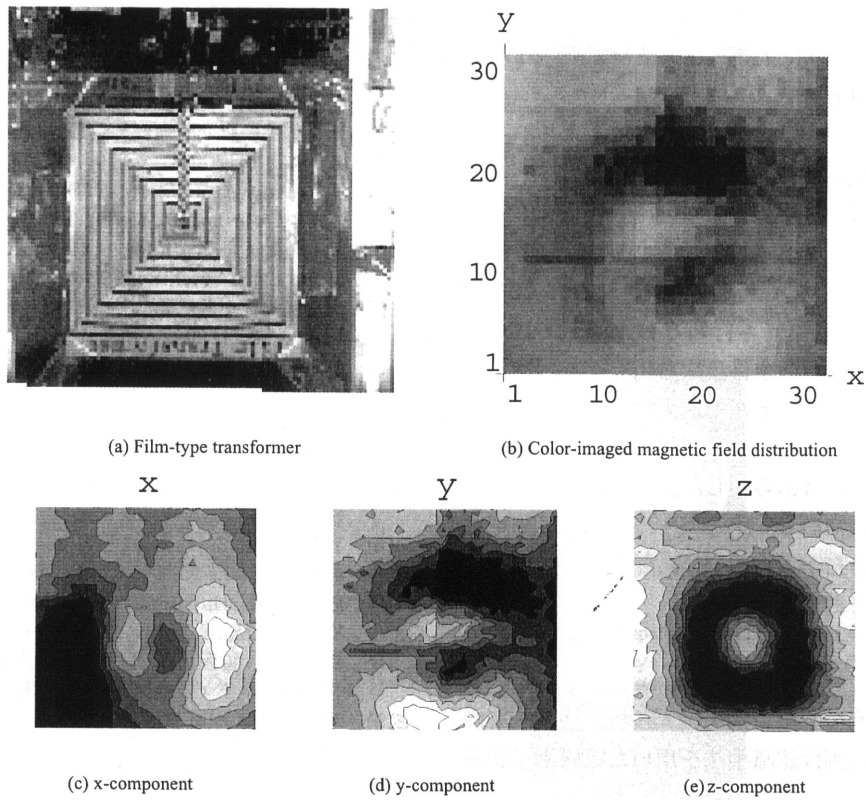 y
30
20
10
1
1 10 20 30
x
(a) Film-type transformer
(b) Color-imaged magnetic field distribution
x
y
z
(c) x-component
(d) y-component
(e) z-component